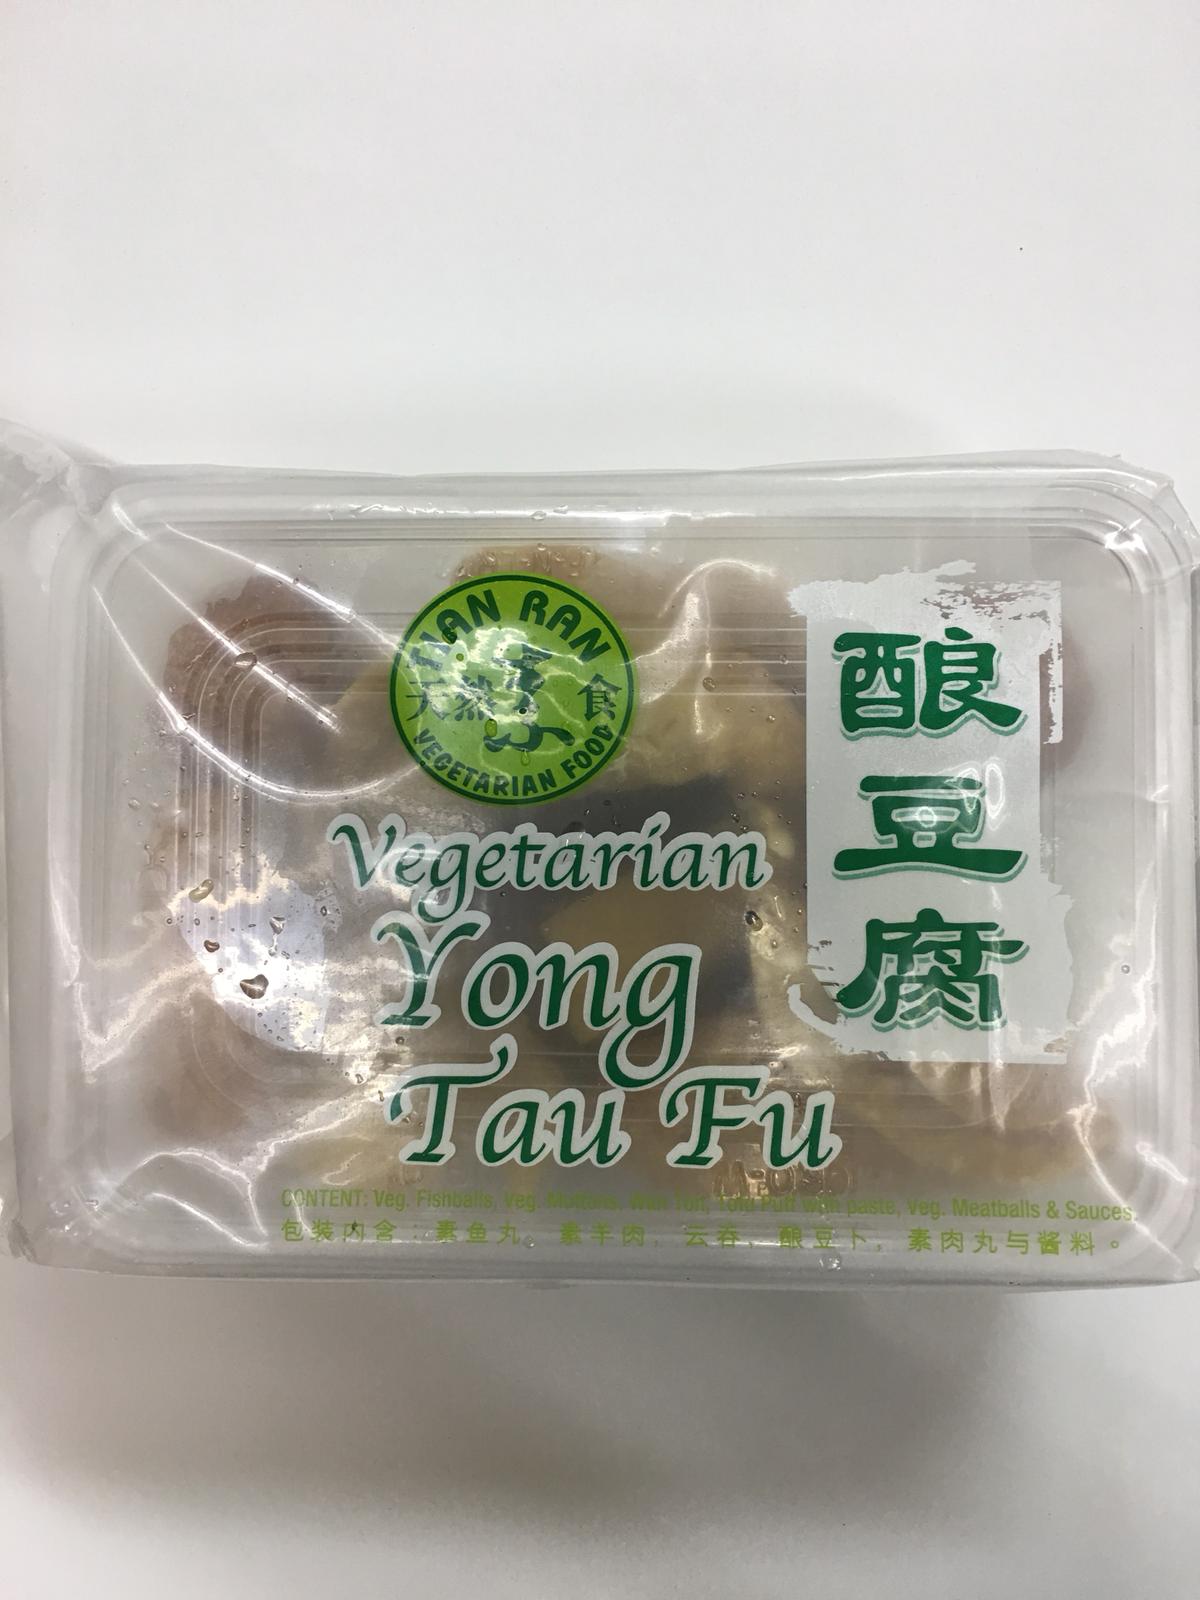 TIAN RAN
天然素食
VEGETARIAN FOOD
Vegetarian
Yong
Tau Fu
酿豆腐
CONTENT: Veg. Fishballs, Veg. Muttons, Wan Ton, Tofu Puff with paste, Veg. Meatballs & Sauces.
包装内含：素鱼丸，素羊肉，云吞，酿豆卜，素肉丸与酱料。